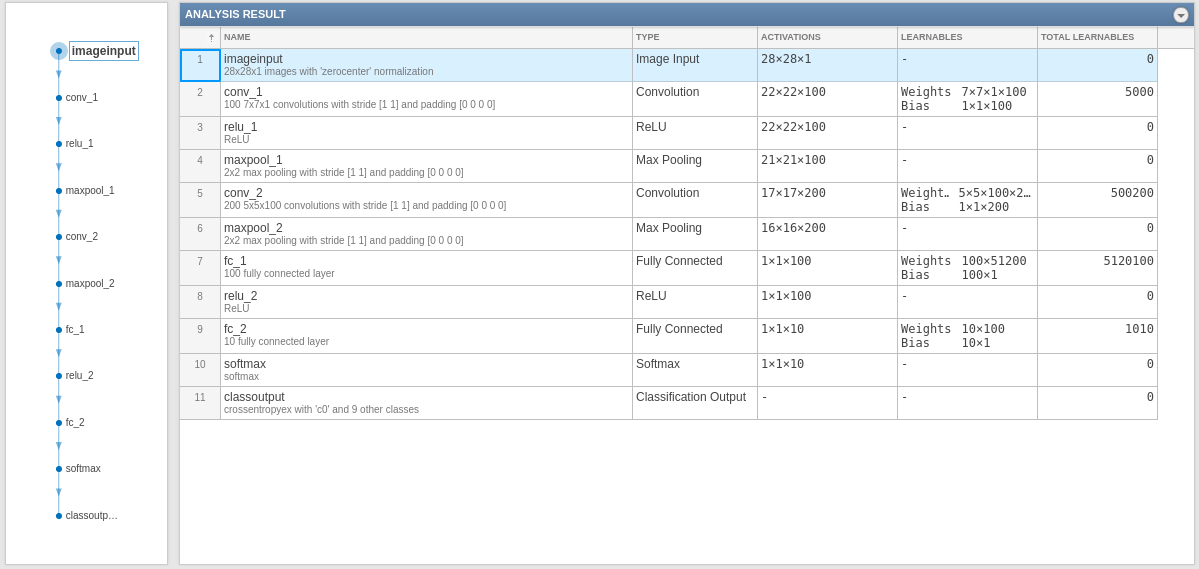 imageinput
conv_1
relu_1
maxpool_1
conv_2
maxpool_2
fc_1
relu_2
fc_2
softmax
classoutp…
ANALYSIS RESULT
NAME TYPE ACTIVATIONS LEARNABLES TOTAL LEARNABLES
1 imageinput Image Input 28×28×1 - 0
28x28x1 images with 'zerocenter' normalization
2 conv_1 Convolution 22×22×100 Weights 7×7×1×100 5000
100 7x7x1 convolutions with stride [1 1] and padding [0 0 0 0] Bias 1×1×100
3 relu_1 ReLU 22×22×100 - 0
ReLU
4 maxpool_1 Max Pooling 21×21×100 - 0
2x2 max pooling with stride [1 1] and padding [0 0 0 0]
5 conv_2 Convolution 17×17×200 Weight… 5×5×100×2… 500200
200 5x5x100 convolutions with stride [1 1] and padding [0 0 0 0] Bias 1×1×200
6 maxpool_2 Max Pooling 16×16×200 - 0
2x2 max pooling with stride [1 1] and padding [0 0 0 0]
7 fc_1 Fully Connected 1×1×100 Weights 100×51200 5120100
100 fully connected layer Bias 100×1
8 relu_2 ReLU 1×1×100 - 0
ReLU
9 fc_2 Fully Connected 1×1×10 Weights 10×100 1010
10 fully connected layer Bias 10×1
10 softmax Softmax 1×1×10 - 0
softmax
11 classoutput Classification Output - - 0
crossentropyex with 'c0' and 9 other classes